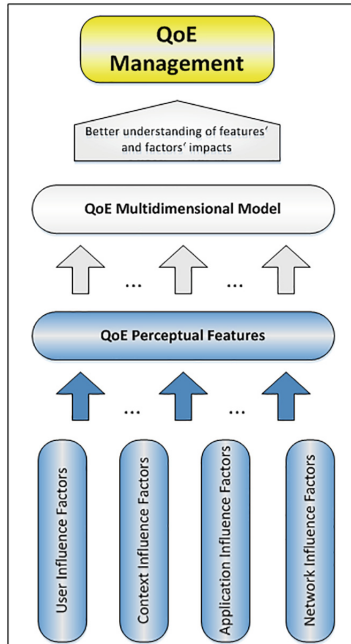 QoE
Management
Better understanding of features‘
and factors‘ impacts
QoE Multidimensional Model
... ...
QoE Perceptual Features
... ...
User Influence Factors
Context Influence Factors
Application Influence Factors
Network Influence Factors